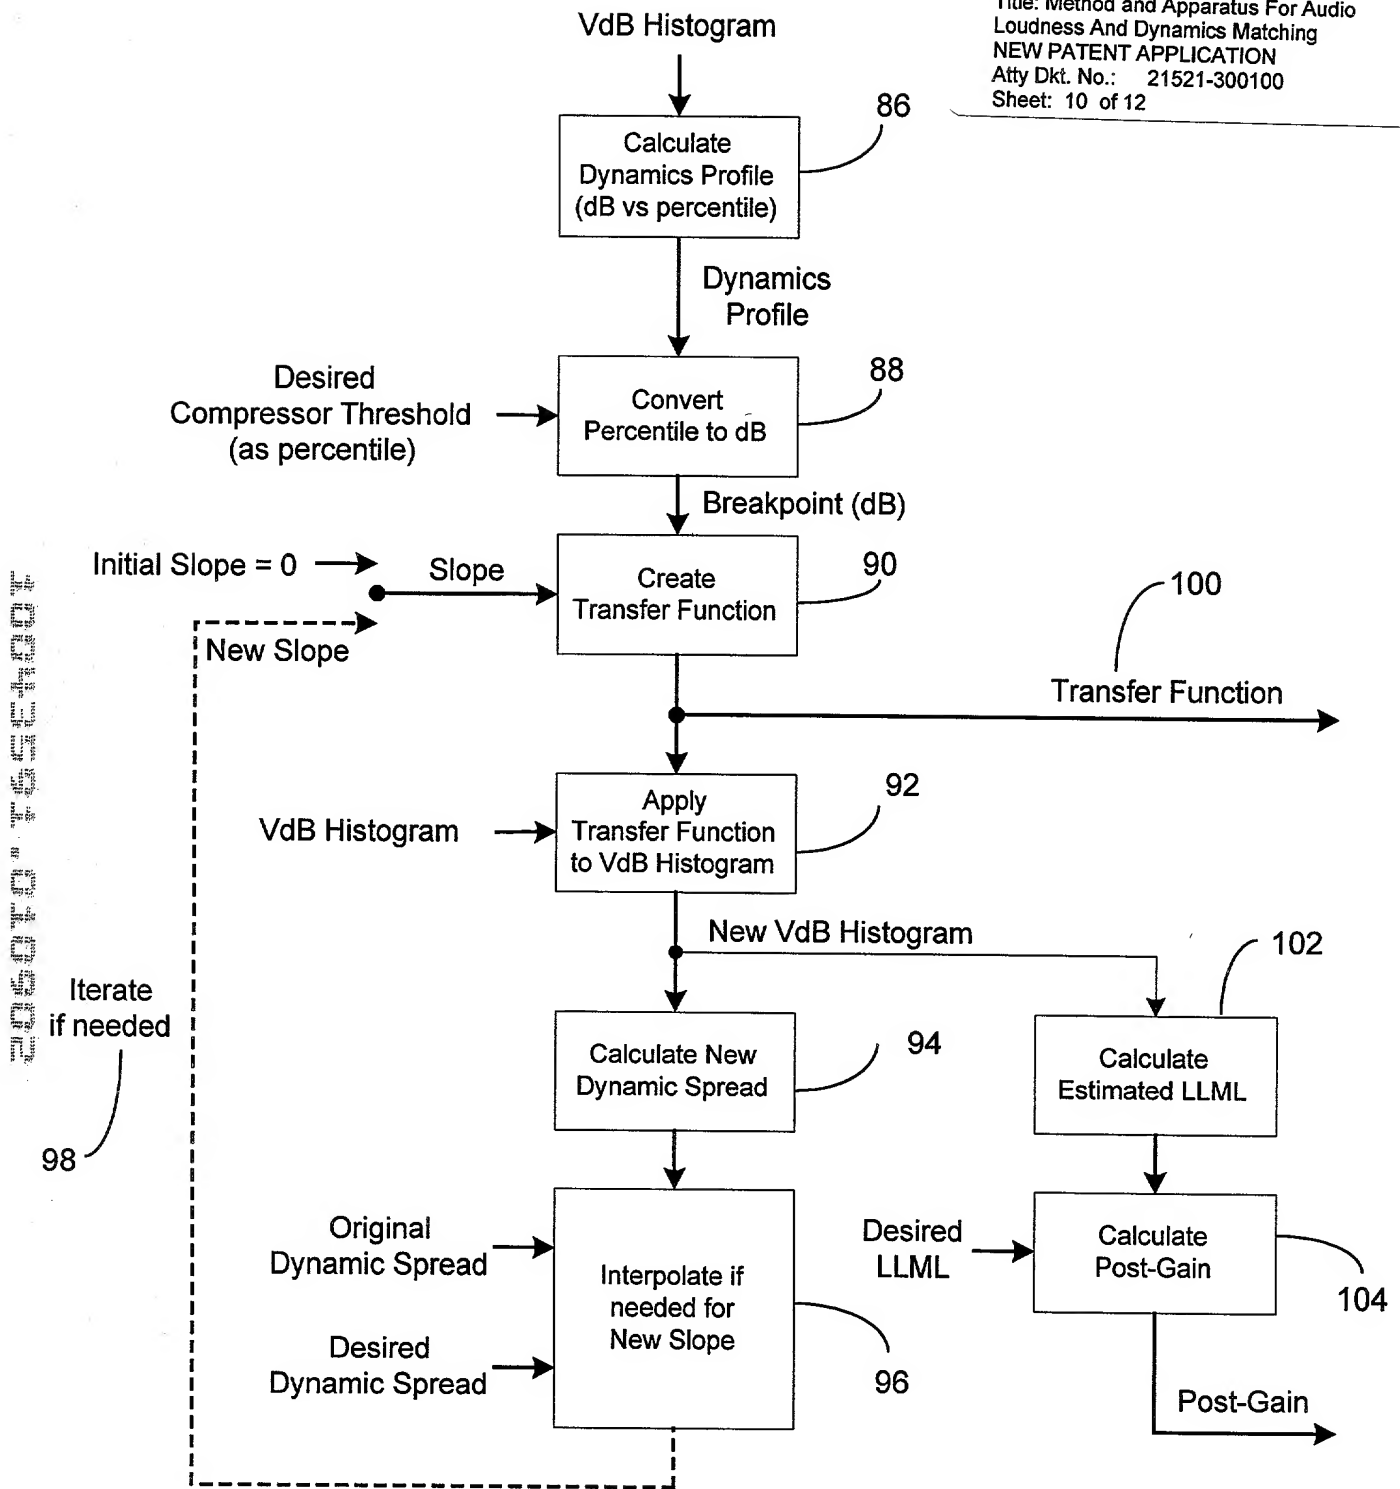 Title: Method and Apparatus For Audio
Loudness And Dynamics Matching
NEW PATENT APPLICATION
Atty Dkt. No.: 21521-300100
Sheet: 10 of 12
VdB Histogram
86
Calculate
Dynamics Profile
(dB vs percentile)
Dynamics
Profile
88
Desired
Compressor Threshold
(as percentile)
Convert
Percentile to dB
Breakpoint (dB)
Initial Slope = 0
Slope
90
Create
Transfer Function
100
New Slope
Transfer Function
92
VdB Histogram
Apply
Transfer Function
to VdB Histogram
New VdB Histogram
102
Iterate
if needed
98
Calculate New
Dynamic Spread
94
Calculate
Estimated LLML
Original
Dynamic Spread
Desired
Dynamic Spread
Interpolate if
needed for
New Slope
96
Desired
LLML
Calculate
Post-Gain
104
Post-Gain